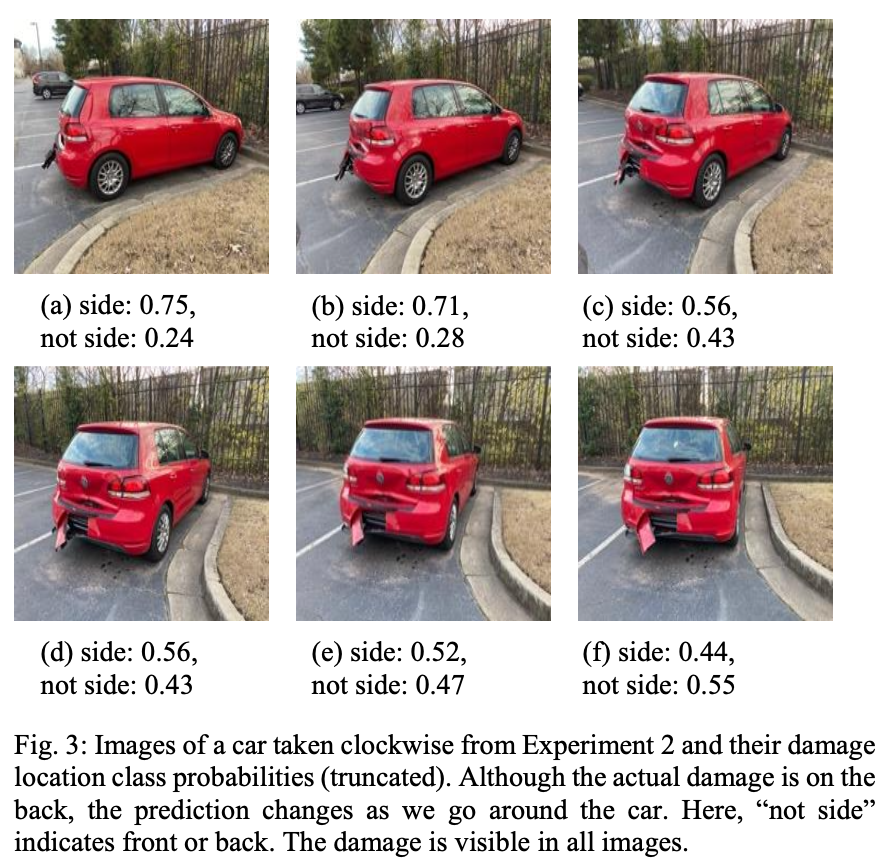 (a) side: 0.75,
not side: 0.24
(b) side: 0.71,
not side: 0.28
(c) side: 0.56,
not side: 0.43
(d) side: 0.56,
not side: 0.43
(e) side: 0.52,
not side: 0.47
(f) side: 0.44,
not side: 0.55
Fig. 3: Images of a car taken clockwise from Experiment 2 and their damage
location class probabilities (truncated). Although the actual damage is on the
back, the prediction changes as we go around the car. Here, “not side”
indicates front or back. The damage is visible in all images.